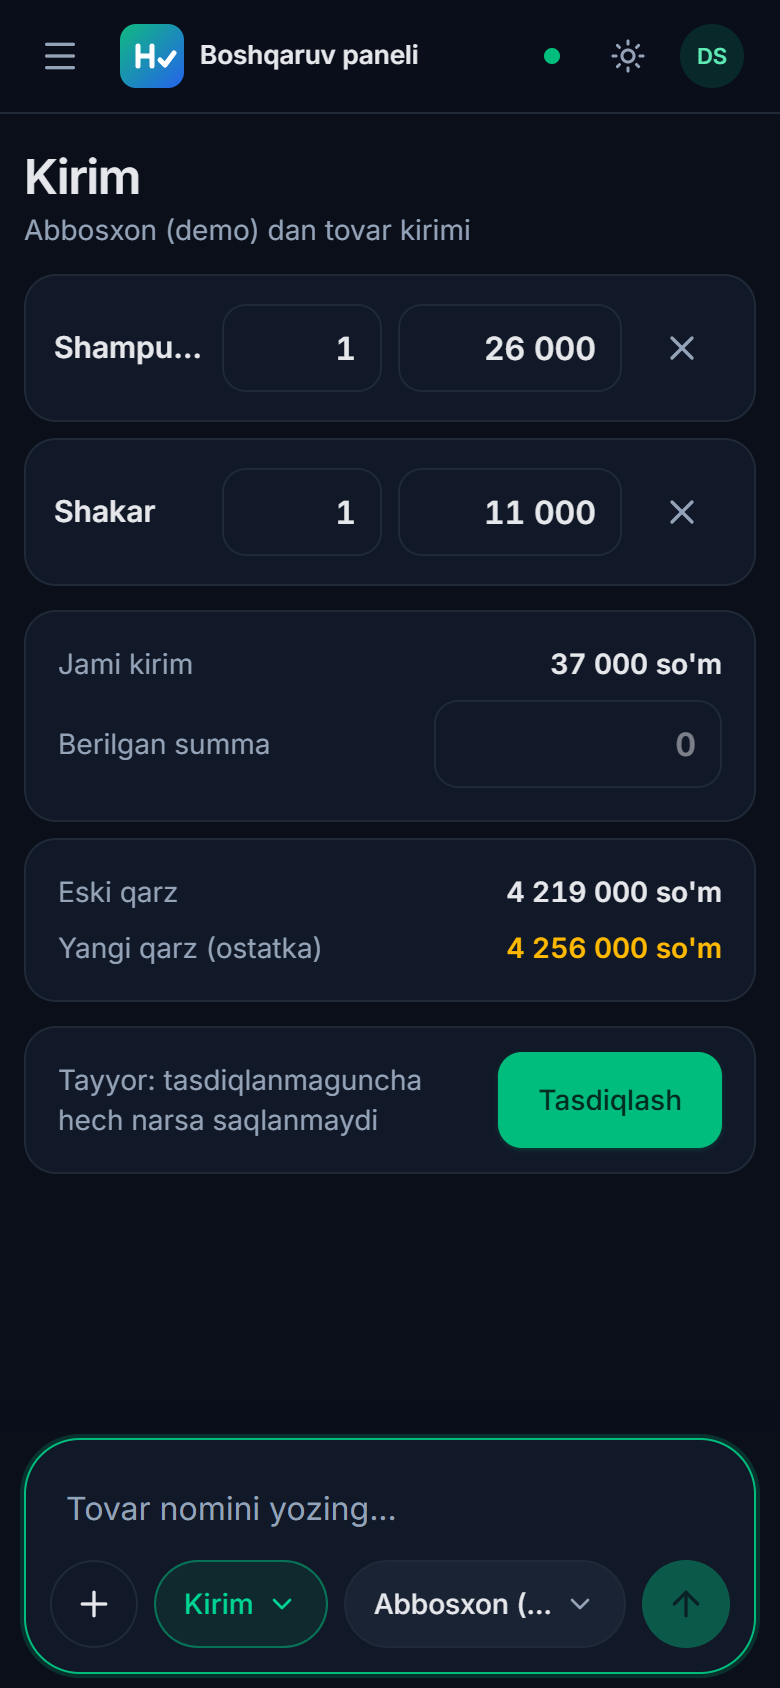 H✓ Boshqaruv paneli DS
Kirim
Abbosxon (demo) dan tovar kirimi
Shampu... 1 26 000
Shakar 1 11 000
Jami kirim 37 000 so'm
Berilgan summa 0
Eski qarz 4 219 000 so'm
Yangi qarz (ostatka) 4 256 000 so'm
Tayyor: tasdiqlanmaguncha
hech narsa saqlanmaydi
Tasdiqlash
Tovar nomini yozing...
Kirim Abbosxon (...